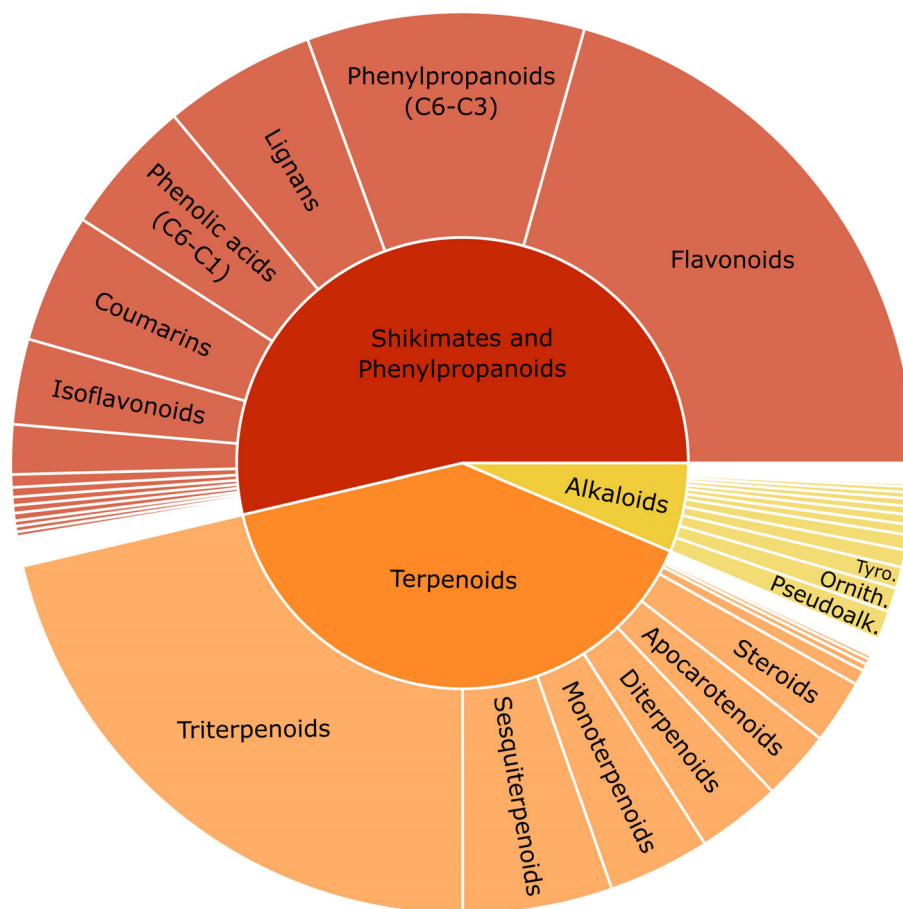 Phenylpropanoids
(C6-C3)
Lignans
Phenolic acids
(C6-C1)
Flavonoids
Coumarins
Shikimates and
Phenylpropanoids
Isoflavonoids
Alkaloids
Tyro.
Ornith.
Pseudoalk.
Terpenoids
Steroids
Apocarotenoids
Diterpenoids
Monoterpenoids
Sesquiterpenoids
Triterpenoids